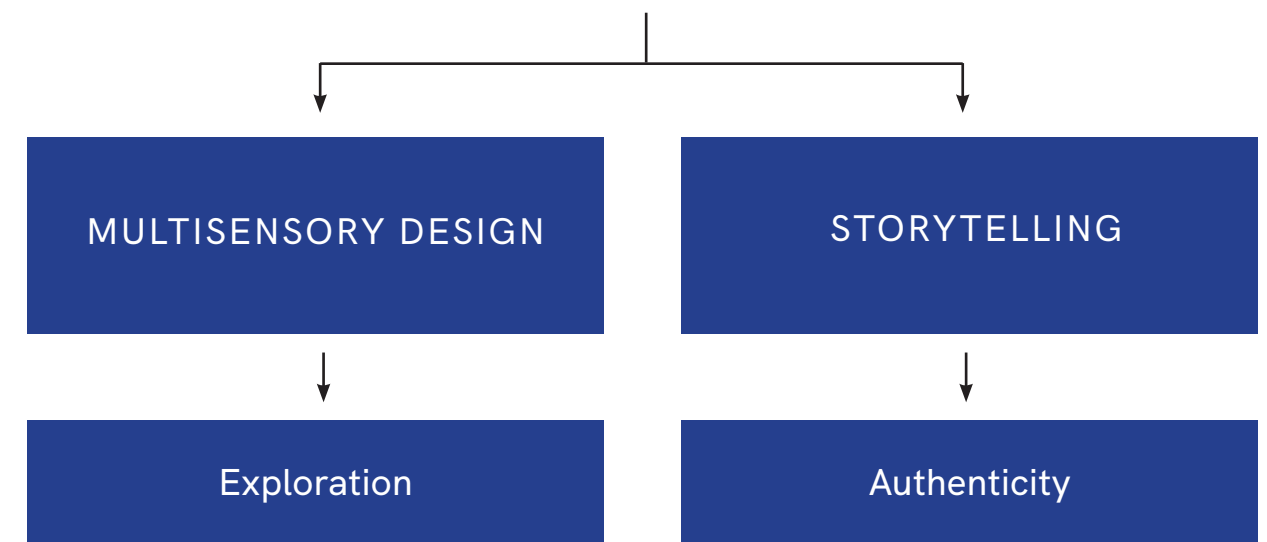 MULTISENSORY DESIGN
STORYTELLING
Exploration
Authenticity